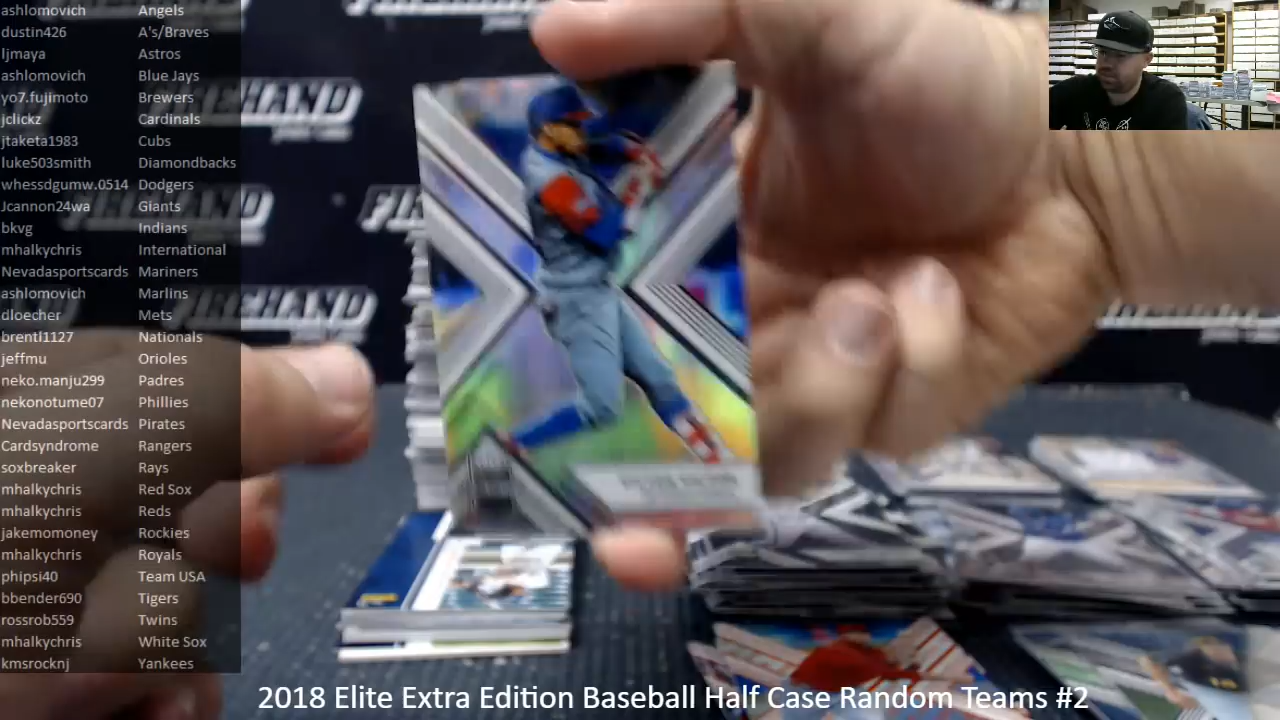 ashlomovich Angels
dustin426 A's/Braves
ljmaya Astros
ashlomovich Blue Jays
yo7.fujimoto Brewers
jclickz Cardinals
jtaketa1983 Cubs
luke503smith Diamondbacks
whessdgumw.0514 Dodgers
Jcannon24wa Giants
bkvg Indians
mhalkychris International
Nevadasportscards Mariners
ashlomovich Marlins
dloecher Mets
brentl1127 Nationals
jeffmu Orioles
neko.manju299 Padres
nekonotume07 Phillies
Nevadasportscards Pirates
Cardsyndrome Rangers
soxbreaker Rays
mhalkychris Red Sox
mhalkychris Reds
jakemomoney Rockies
mhalkychris Royals
phipsi40 Team USA
bbender690 Tigers
rossrob559 Twins
mhalkychris White Sox
kmsrocknj Yankees
FIREHAND
2018 Elite Extra Edition Baseball Half Case Random Teams #2